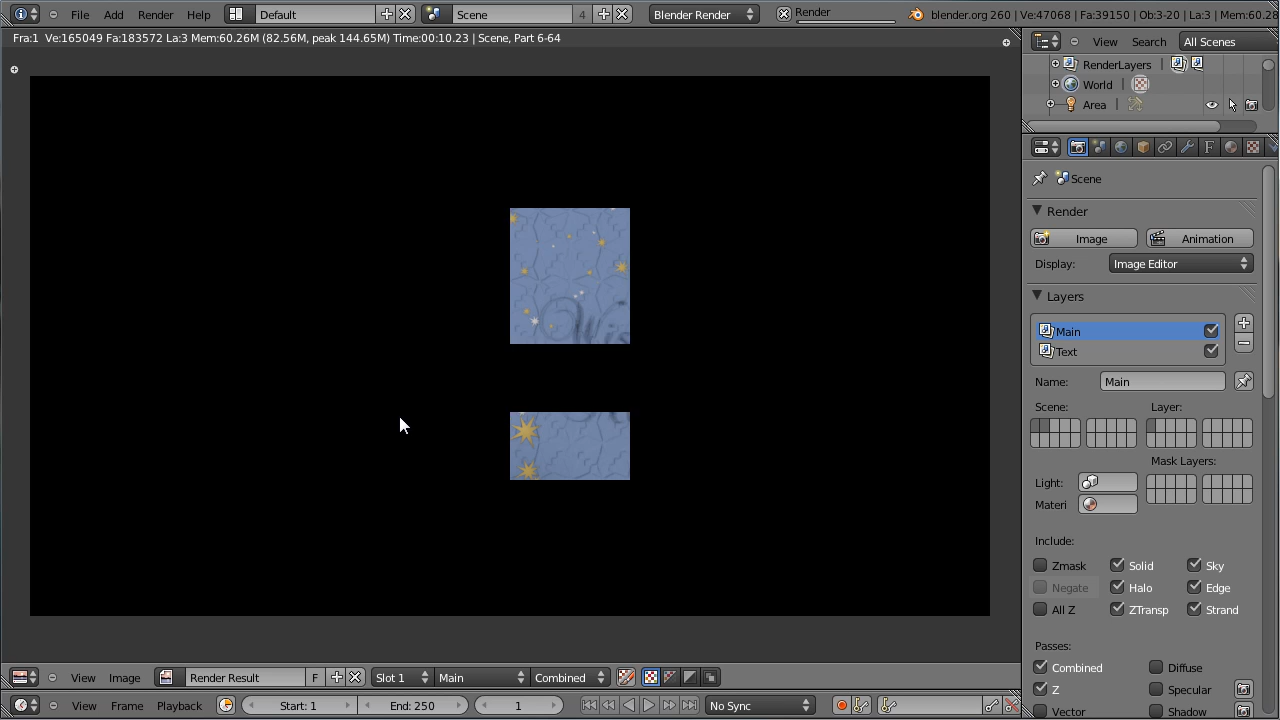 File Add Render Help Default Scene 4 Blender Render Render blender.org 260 | Ve:47068 | Fa:39150 | Ob:3-20 | La:3 | Mem:60.28
Fra:1 Ve:165049 Fa:183572 La:3 Mem:60.26M (82.56M, peak 144.65M) Time:00:10.23 | Scene, Part 6-64
View Search All Scenes
RenderLayers
World
Area
F
Scene
Render
Image Animation
Display: Image Editor
Layers
Main
Text
Name: Main
Scene: Layer:
Mask Layers:
Light:
Materi
Include:
Zmask Solid Sky
Negate Halo Edge
All Z ZTransp Strand
Passes:
Combined Diffuse
Z Specular
Vector Shadow
View Image Render Result F Slot 1 Main Combined
View Frame Playback Start: 1 End: 250 1 No Sync